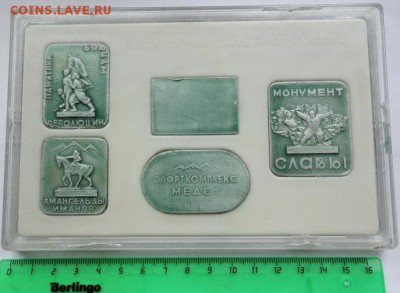 COINS.LAVE.RU
ПАМЯТНИК
БОРЦАМ
РЕВОЛЮЦИИ
АМАНГЕЛЬДЫ
ИМАНОВ
СПОРТКОМПЛЕКС
МЕДЕО
МОНУМЕНТ
СЛАВЫ
0 1 2 3 4 5 6 7 8 9 10 11 12 13 14 15 16
Berlingo